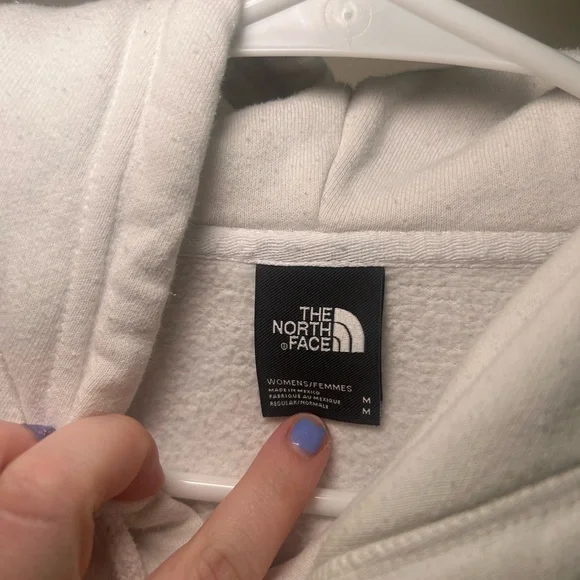 THE
NORTH
FACE
WOMENS/FEMMES
MADE IN MEXICO
FABRIQUÉ AU MEXIQUE M
REGULAR/NORMALE M